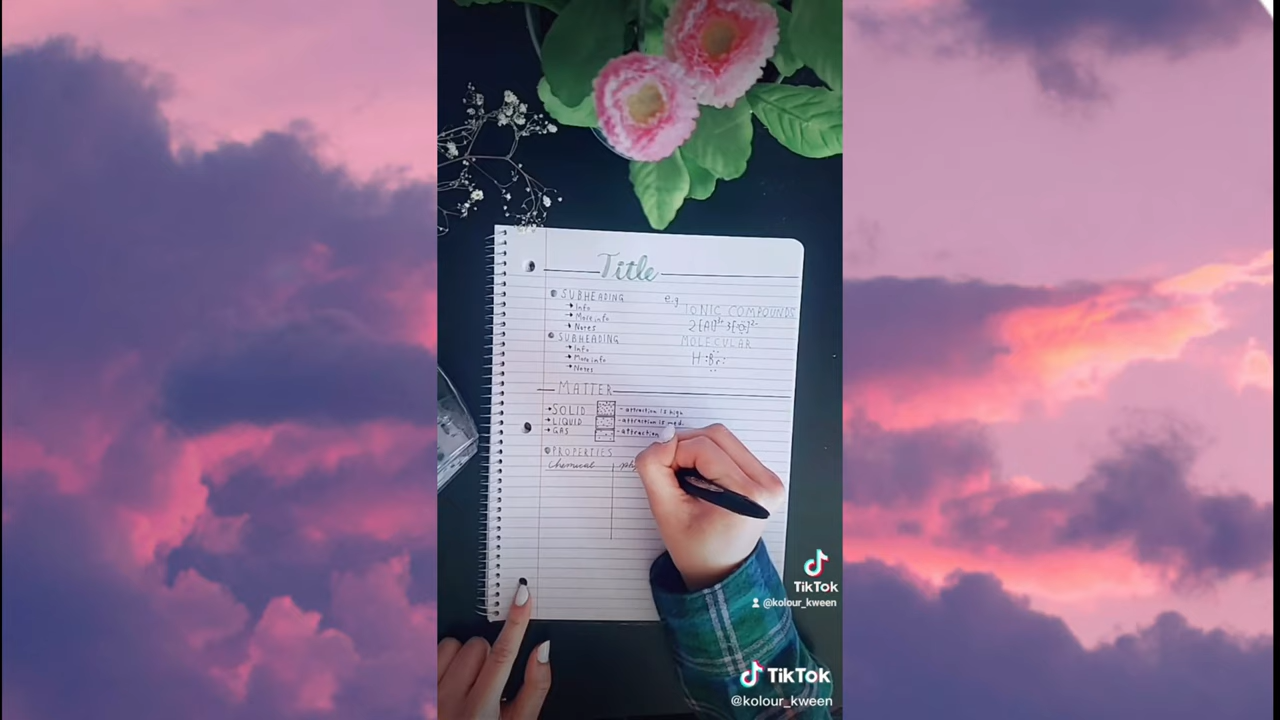 Title
SUBHEADING
→ Info
→ More info
→ Notes
SUBHEADING
→ Info
→ More info
→ Notes
e.g
IONIC COMPOUNDS
MOLECULAR
H Br
MATTER
→ SOLID - attraction is high
→ LIQUID - attraction is med.
→ GAS - attraction
PROPERTIES
Chemical
TikTok
@kolour_kween
TikTok
@kolour_kween